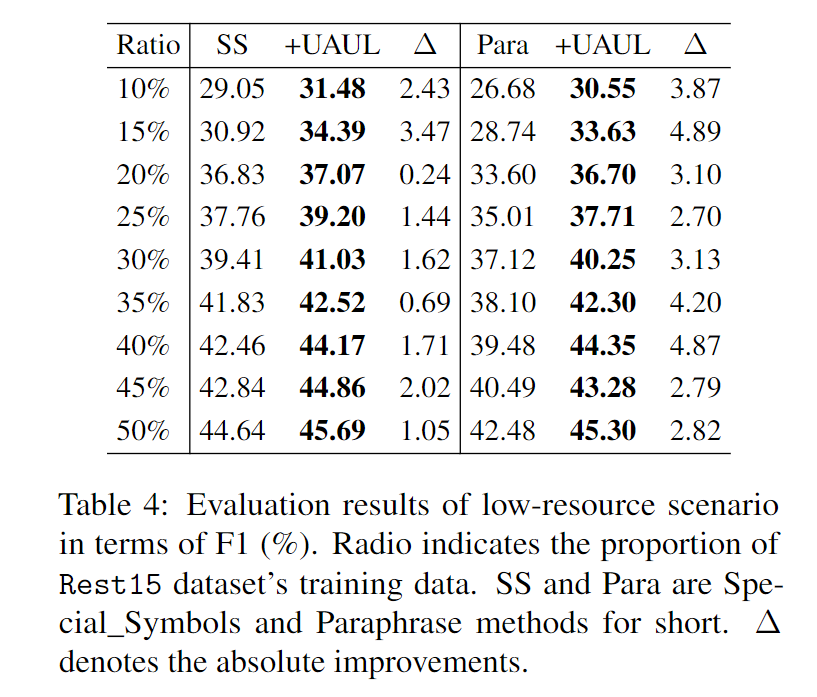 Ratio SS +UAUL Δ Para +UAUL Δ
10% 29.05 31.48 2.43 26.68 30.55 3.87
15% 30.92 34.39 3.47 28.74 33.63 4.89
20% 36.83 37.07 0.24 33.60 36.70 3.10
25% 37.76 39.20 1.44 35.01 37.71 2.70
30% 39.41 41.03 1.62 37.12 40.25 3.13
35% 41.83 42.52 0.69 38.10 42.30 4.20
40% 42.46 44.17 1.71 39.48 44.35 4.87
45% 42.84 44.86 2.02 40.49 43.28 2.79
50% 44.64 45.69 1.05 42.48 45.30 2.82
Table 4: Evaluation results of low-resource scenario
in terms of F1 (%). Radio indicates the proportion of
Rest15 dataset's training data. SS and Para are Spe-
cial_Symbols and Paraphrase methods for short. Δ
denotes the absolute improvements.